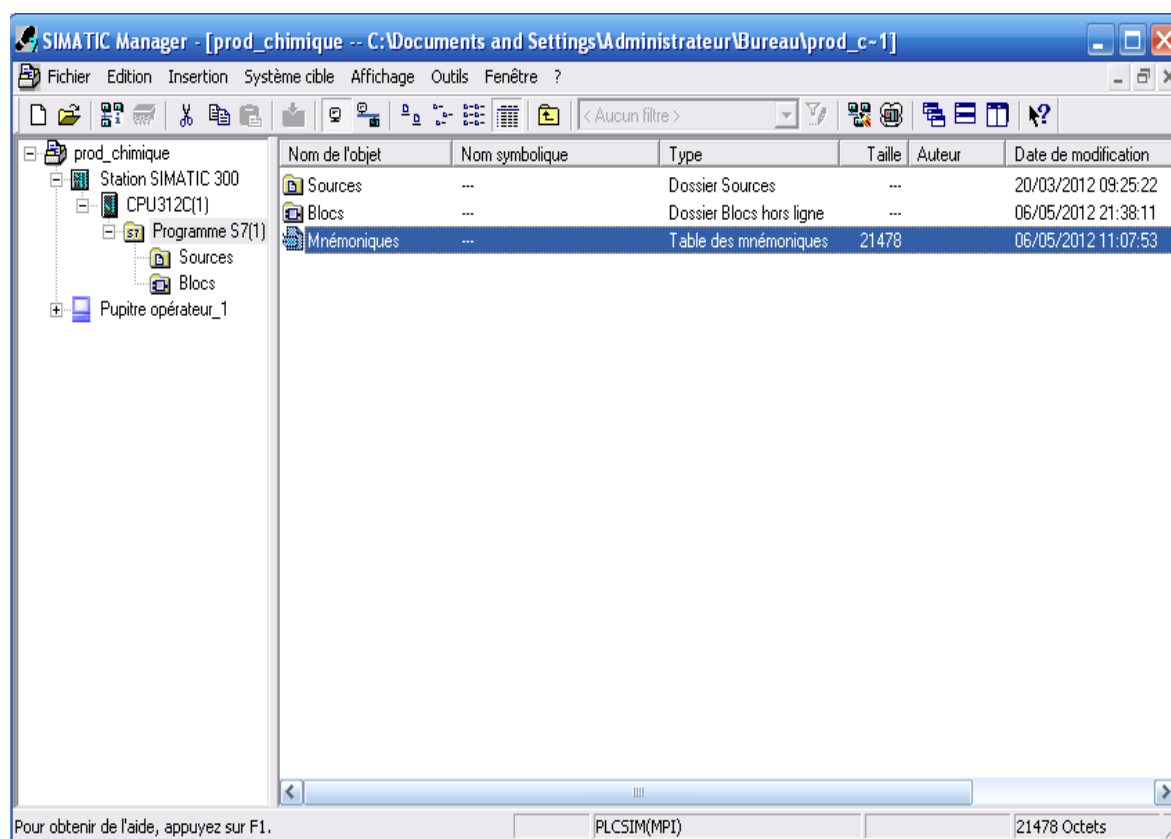 SIMATIC Manager - [prod_chimique -- C:\Documents and Settings\Administrateur\Bureau\prod_c~1]
Fichier Edition Insertion Système cible Affichage Outils Fenêtre ?
< Aucun filtre >
prod_chimique
Station SIMATIC 300
CPU312C(1)
Programme S7(1)
Sources
Blocs
Pupitre opérateur_1
Nom de l'objet Nom symbolique Type Taille Auteur Date de modification
Sources --- Dossier Sources --- 20/03/2012 09:25:22
Blocs --- Dossier Blocs hors ligne --- 06/05/2012 21:38:11
Mnémoniques --- Table des mnémoniques 21478 06/05/2012 11:07:53
Pour obtenir de l'aide, appuyez sur F1. PLCSIM(MPI) 21478 Octets